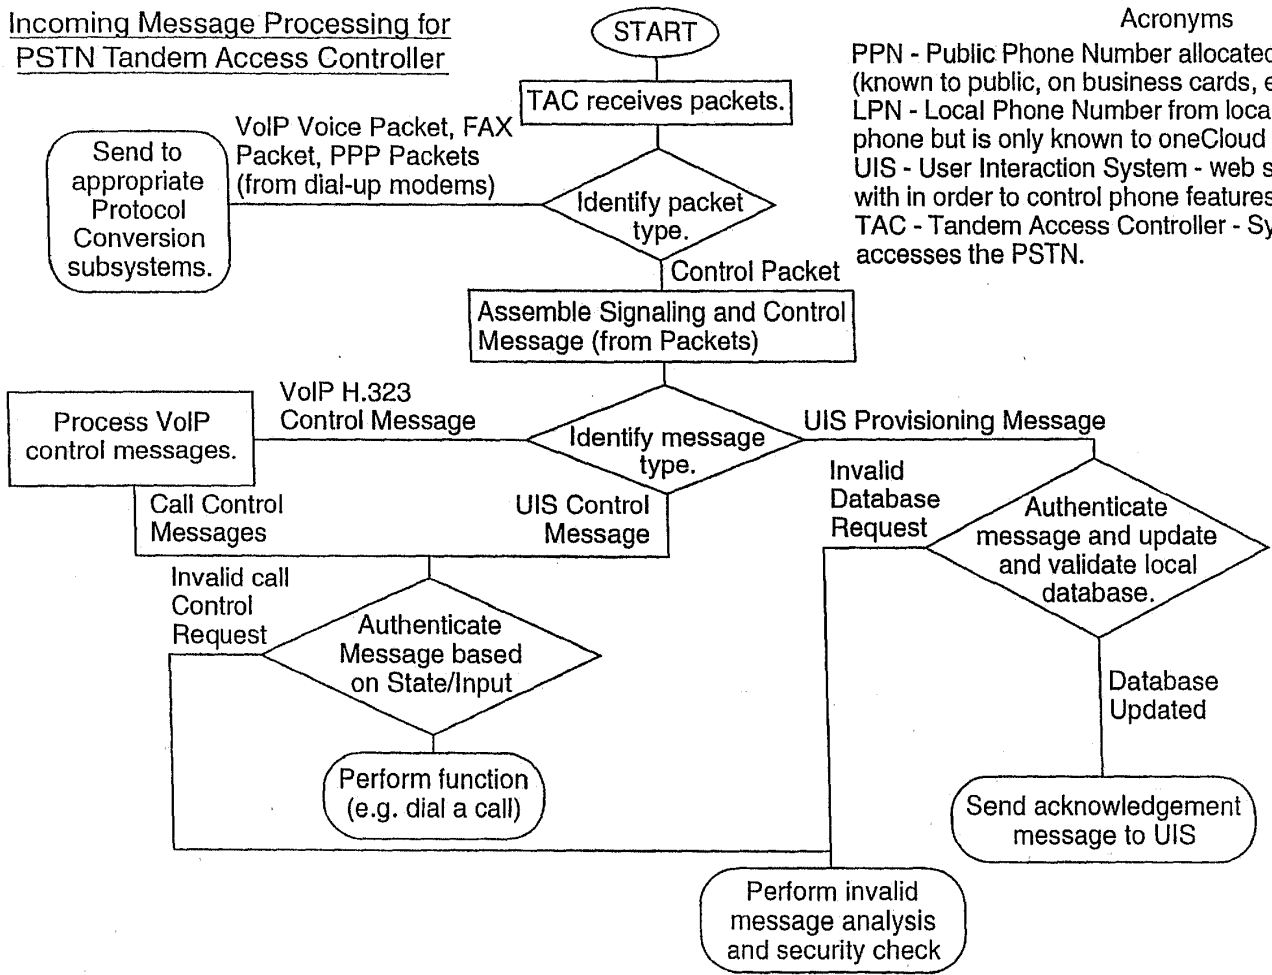 Incoming Message Processing for
PSTN Tandem Access Controller
START
Acronyms
PPN - Public Phone Number allocated
(known to public, on business cards,
LPN - Local Phone Number from
phone but is only known to oneCloud
UIS - User Interaction System - web
with in order to control phone features
TAC - Tandem Access Controller -
accesses the PSTN.
TAC receives packets.
VoIP Voice Packet, FAX
Packet, PPP Packets
(from dial-up modems)
Send to
appropriate
Protocol
Conversion
subsystems.
Identify packet
type.
Control Packet
Assemble Signaling and Control
Message (from Packets)
VoIP H.323
Control Message
Process VoIP
control messages.
Identify message
type.
UIS Provisioning Message
Call Control
Messages
UIS Control
Message
Invalid
Database
Request
Authenticate
message and update
and validate local
database.
Invalid call
Control
Request
Authenticate
Message based
on State/Input
Database
Updated
Perform function
(e.g. dial a call)
Send acknowledgement
message to UIS
Perform invalid
message analysis
and security check